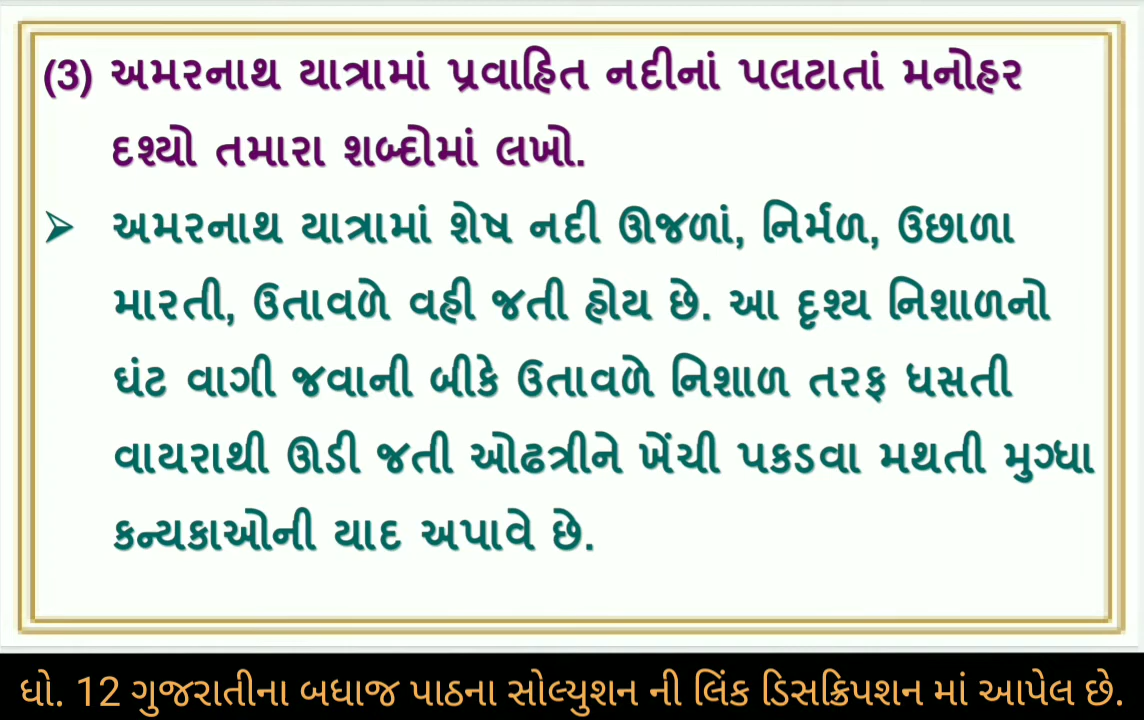 (3) અમરનાથ યાત્રામાં પ્રવાહિત નદીનાં પલટાતાં મનોહર
દશ્યો તમારા શબ્દોમાં લખો.
➢ અમરનાથ યાત્રામાં શેષ નદી ઊજળાં, નિર્મળ, ઉછાળા
મારતી, ઉતાવળે વહી જતી હોય છે. આ દૃશ્ય નિશાળનો
ઘંટ વાગી જવાની બીકે ઉતાવળે નિશાળ તરફ ધસતી
વાયરાથી ઊડી જતી ઓઢત્રીને ખેંચી પકડવા મથતી મુગ્ધા
કન્યકાઓની યાદ અપાવે છે.
ધો. 12 ગુજરાતીના બધાજ પાઠના સોલ્યુશન ની લિંક ડિસક્રિપશન માં આપેલ છે.